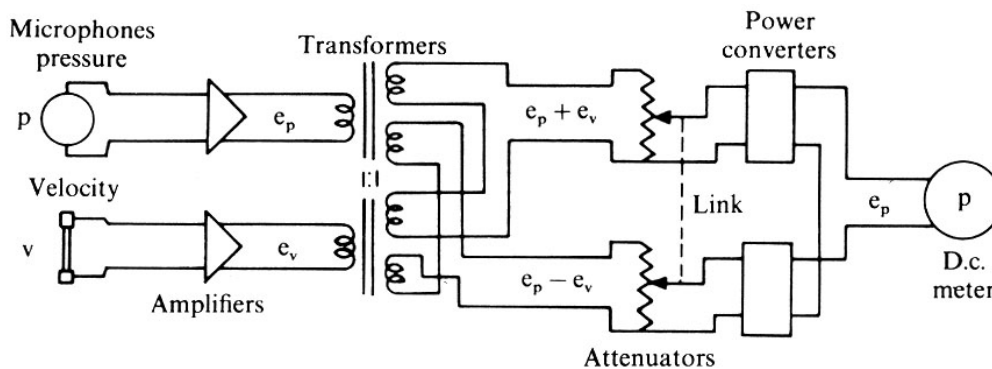 Microphones
pressure
Transformers
Power
converters
p
e_p
e_p + e_v
1:1
Velocity
Link
e_p
p
v
e_v
e_p − e_v
D.c.
meter
Amplifiers
Attenuators